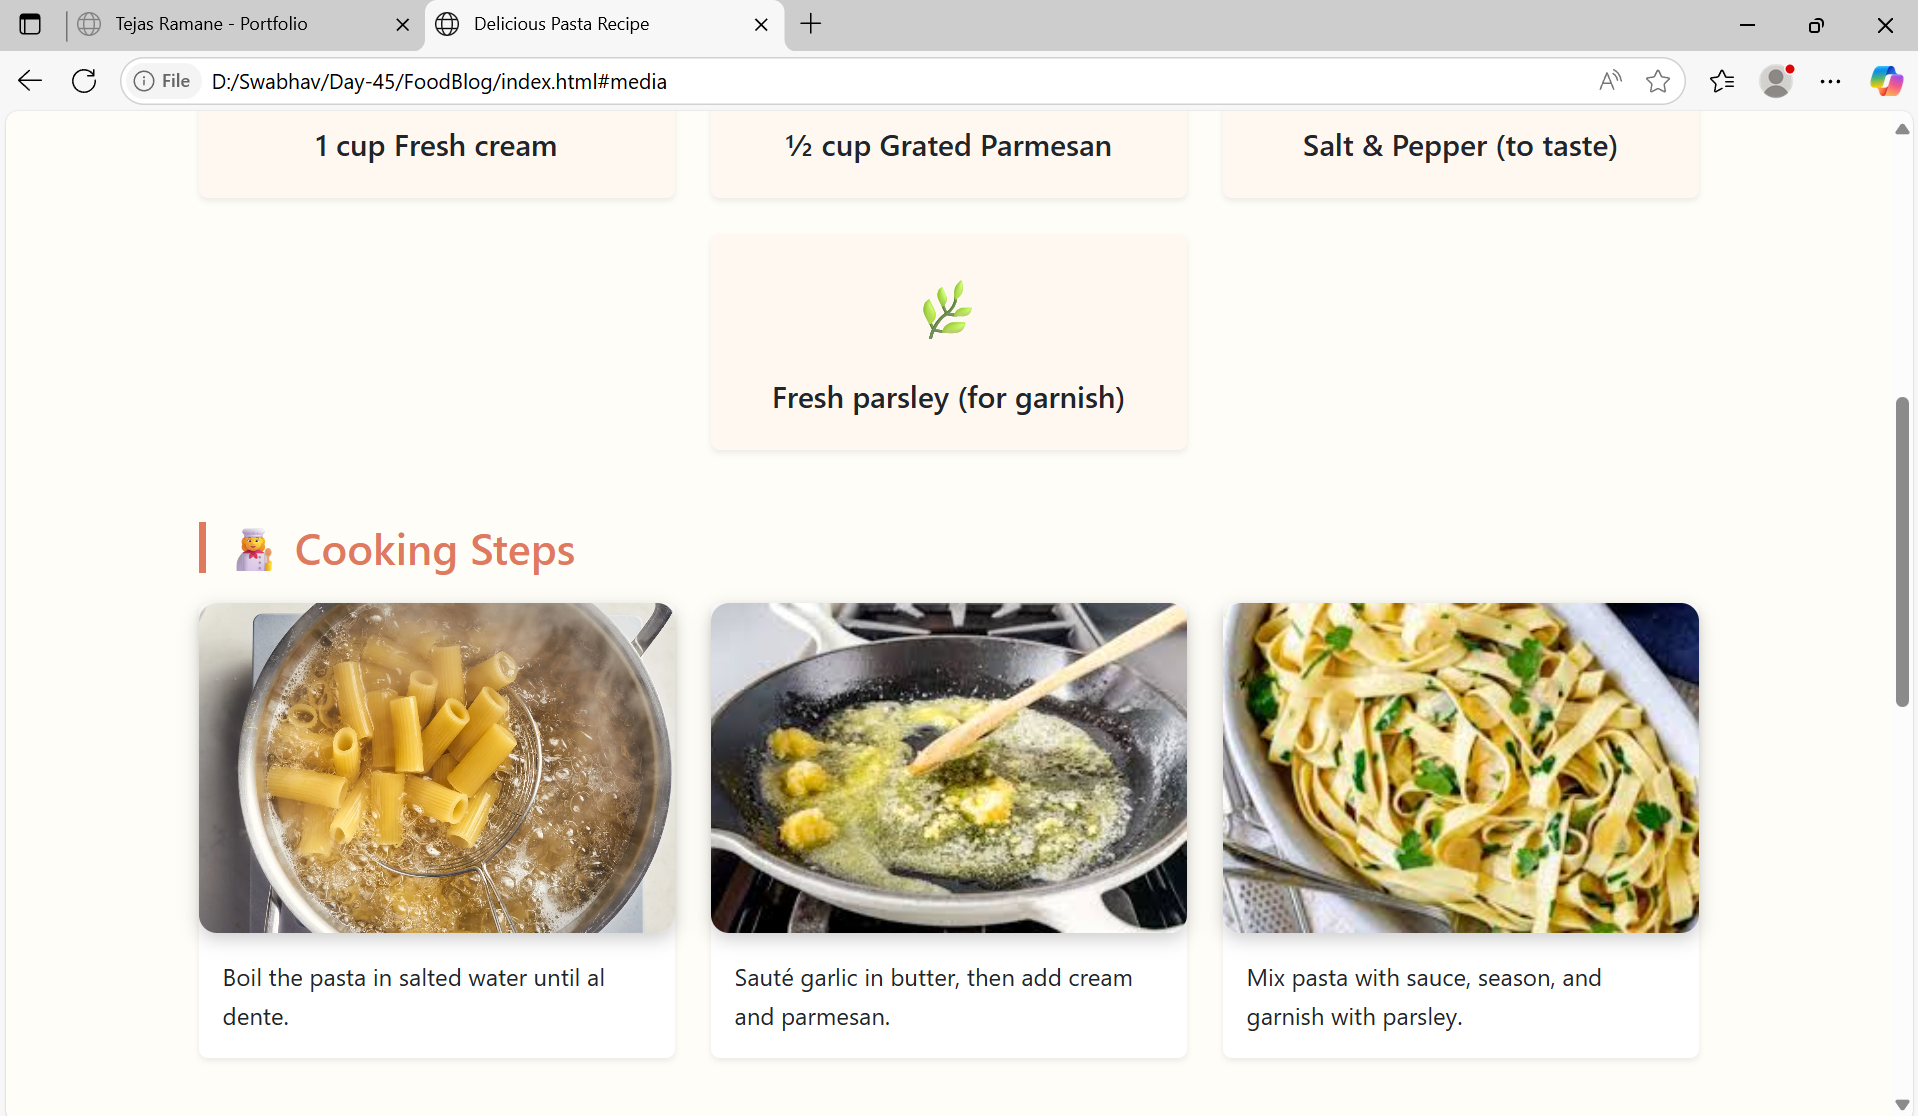 Tejas Ramane - Portfolio
Delicious Pasta Recipe
File
D:/Swabhav/Day-45/FoodBlog/index.html#media
1 cup Fresh cream
½ cup Grated Parmesan
Salt & Pepper (to taste)
Fresh parsley (for garnish)
Cooking Steps
Boil the pasta in salted water until al
dente.
Sauté garlic in butter, then add cream
and parmesan.
Mix pasta with sauce, season, and
garnish with parsley.